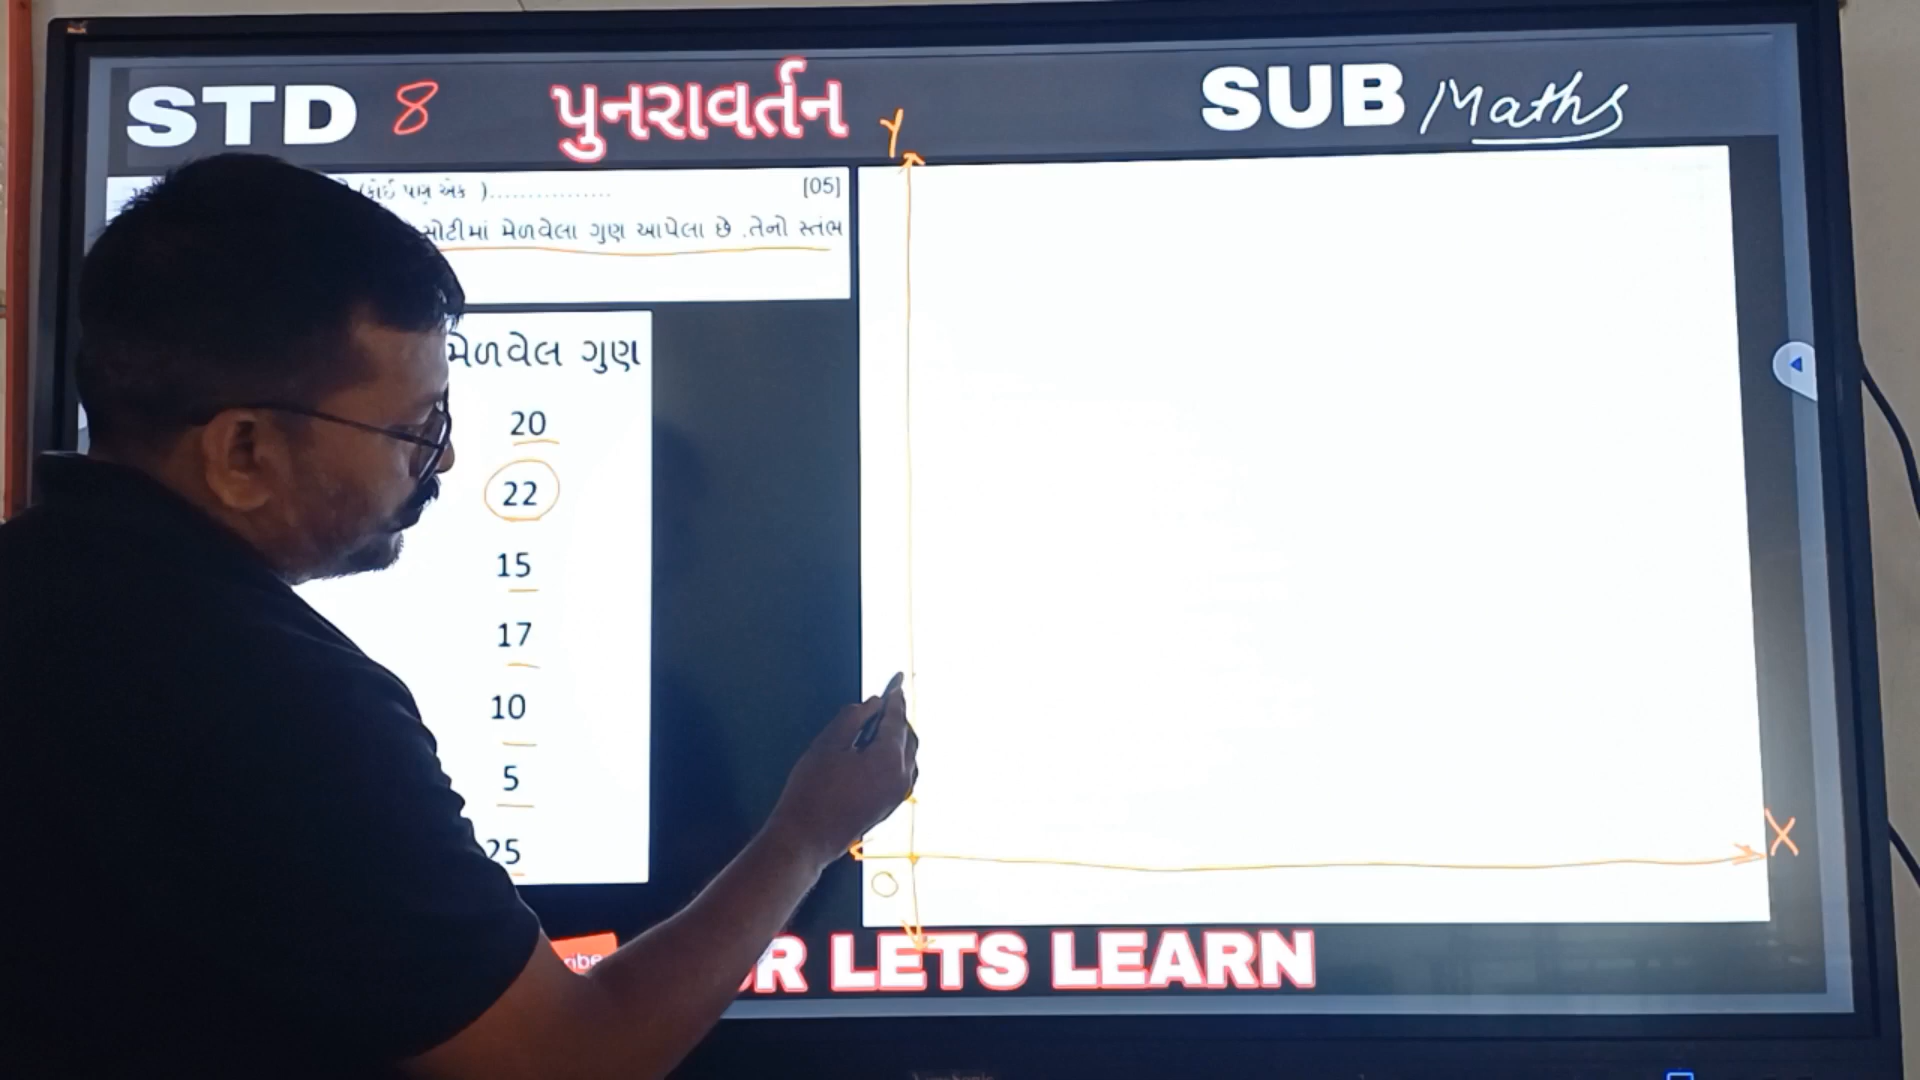 STD 8 પુનરાવર્તન SUB Maths
(કોઈ પણ એક )................ [05]
મેળવેલા ગુણ આપેલા છે .તેનો સ્તંભ
મેળવેલ ગુણ
20
22
15
17
10
5
25
Y
X
O
LETS LEARN